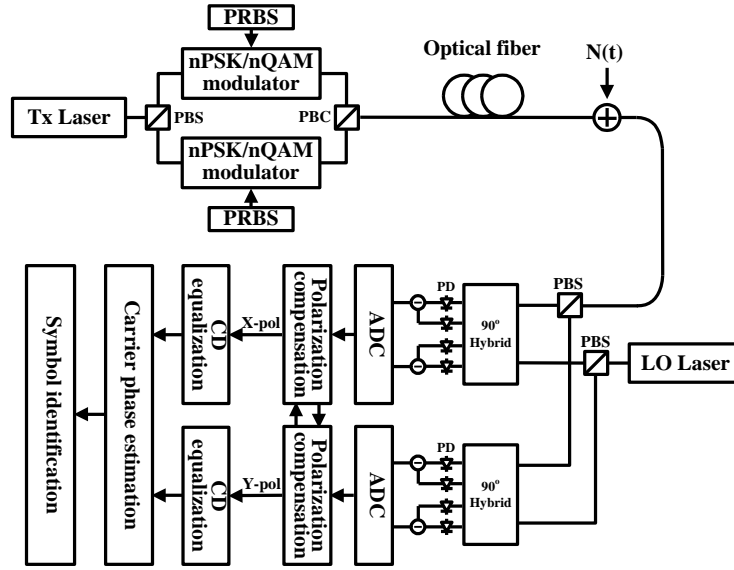 PRBS
nPSK/nQAM
modulator
Optical fiber
N(t)
Tx Laser
PBS
PBC
nPSK/nQAM
modulator
PRBS
Symbol identification
Carrier phase estimation
CD
equalization
X-pol
Polarization
compensation
ADC
PD
90°
Hybrid
PBS
PBS
LO Laser
CD
equalization
Y-pol
Polarization
compensation
ADC
PD
90°
Hybrid